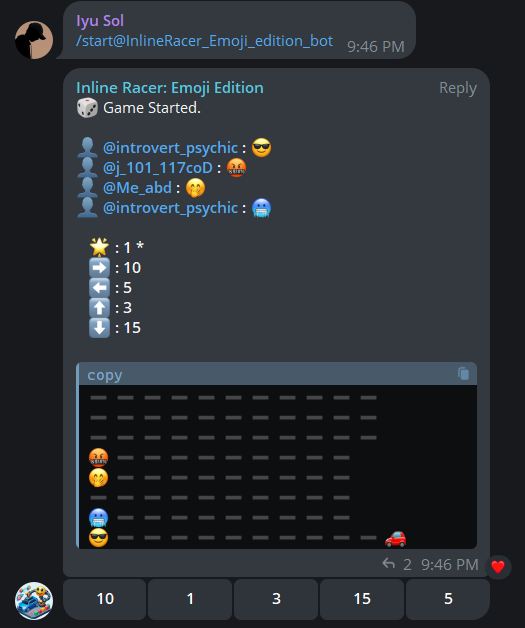 Iyu Sol
/start@InlineRacer_Emoji_edition_bot 9:46 PM
Inline Racer: Emoji Edition Reply
🎲 Game Started.
👤 @introvert_psychic : 😎
👤 @j_101_117coD : 🤬
👤 @Me_abd : 🤭
👤 @introvert_psychic : 🥶
🌟 : 1 *
➡️ : 10
⬅️ : 5
⬆️ : 3
⬇️ : 15
copy
➖➖➖➖➖➖➖➖➖➖➖
➖➖➖➖➖➖➖➖➖➖➖
➖➖➖➖➖➖➖➖➖➖➖
🤬➖➖➖➖➖➖➖➖➖
🤭➖➖➖➖➖➖➖➖➖
➖➖➖➖➖➖➖➖➖➖
🥶➖➖➖➖➖➖➖➖➖
😎➖➖➖➖➖➖➖➖➖➖🚗
2 9:46 PM ❤️
10 1 3 15 5